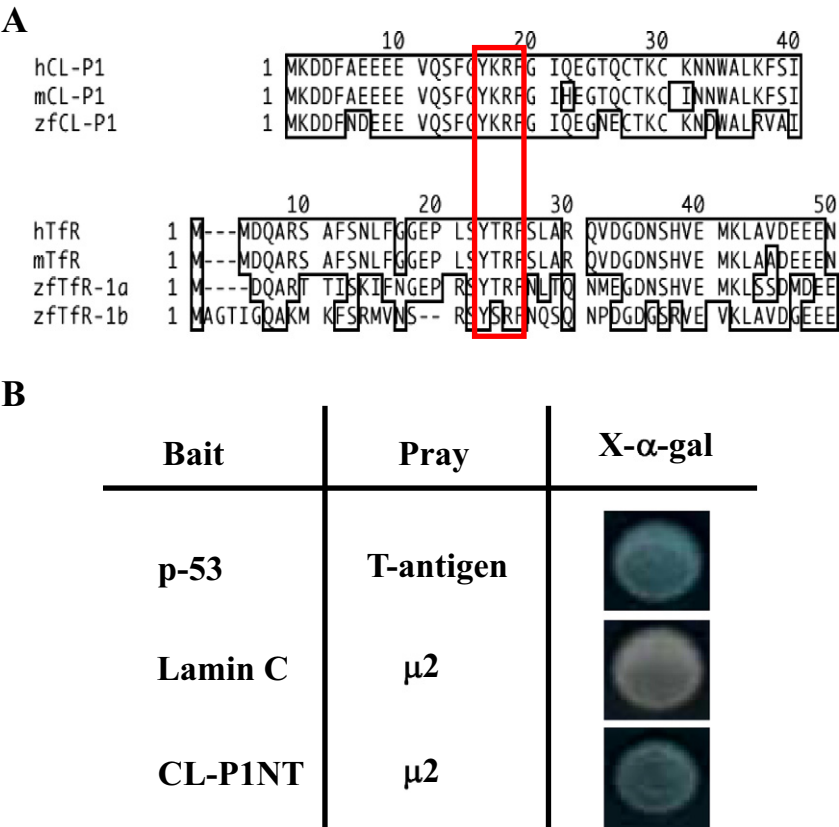 A
10 20 30 40
hCL-P1 1 MKDDFAEEEE VQSFGYKRFG IQEGTQCTKC KNNWALKFSI
mCL-P1 1 MKDDFAEEEE VQSFGYKRFG IHEGTQCTKC INNWALKFSI
zfCL-P1 1 MKDDFNDEEE VQSFGYKRFG IQEGNECTKC KNDWALRVAI
10 20 30 40 50
hTfR 1 M---MDQARS AFSNLFGGEP LSYTRFSLAR QVDGDNSHVE MKLAVDEEEN
mTfR 1 M---MDQARS AFSNLFGGEP LSYTRFSLAR QVDGDNSHVE MKLAADEEEN
zfTfR-1a 1 M----DQART TISKIFNGEP RSYTRFNLTQ NMEGDNSHVE MKLSSDMDEE
zfTfR-1b 1 MAGTIGQAKM KFSRMVNS-- RSYSRFNQSQ NPDGDGSRVE VKLAVDGEEE
B
Bait Pray X-α-gal
p-53 T-antigen
Lamin C μ2
CL-P1NT μ2